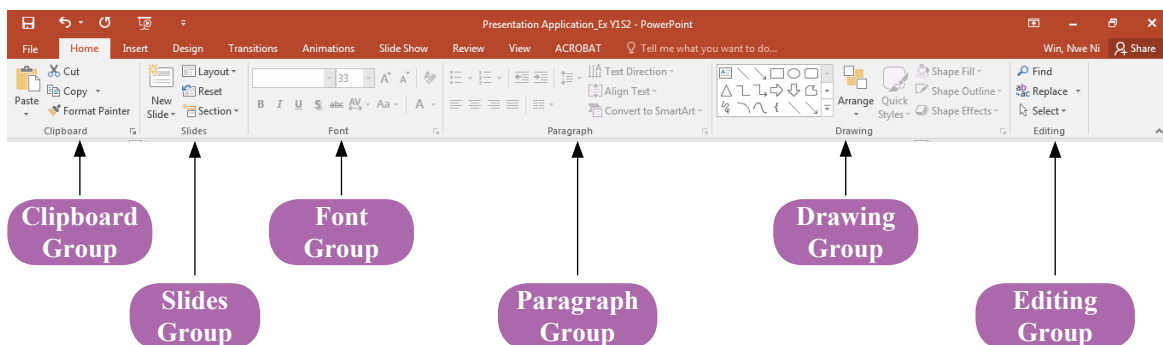 Presentation Application_Ex Y1S2 - PowerPoint
File Home Insert Design Transitions Animations Slide Show Review View ACROBAT Tell me what you want to do... Win, Nwe Ni Share
Paste
Cut
Copy
Format Painter
Clipboard
New
Slide
Layout
Reset
Section
Slides
33 A A
B I U S abc AV Aa A
Font
Text Direction
Align Text
Convert to SmartArt
Paragraph
Arrange
Quick
Styles
Shape Fill
Shape Outline
Shape Effects
Drawing
Find
abac Replace
Select
Editing
Clipboard
Group
Font
Group
Drawing
Group
Slides
Group
Paragraph
Group
Editing
Group